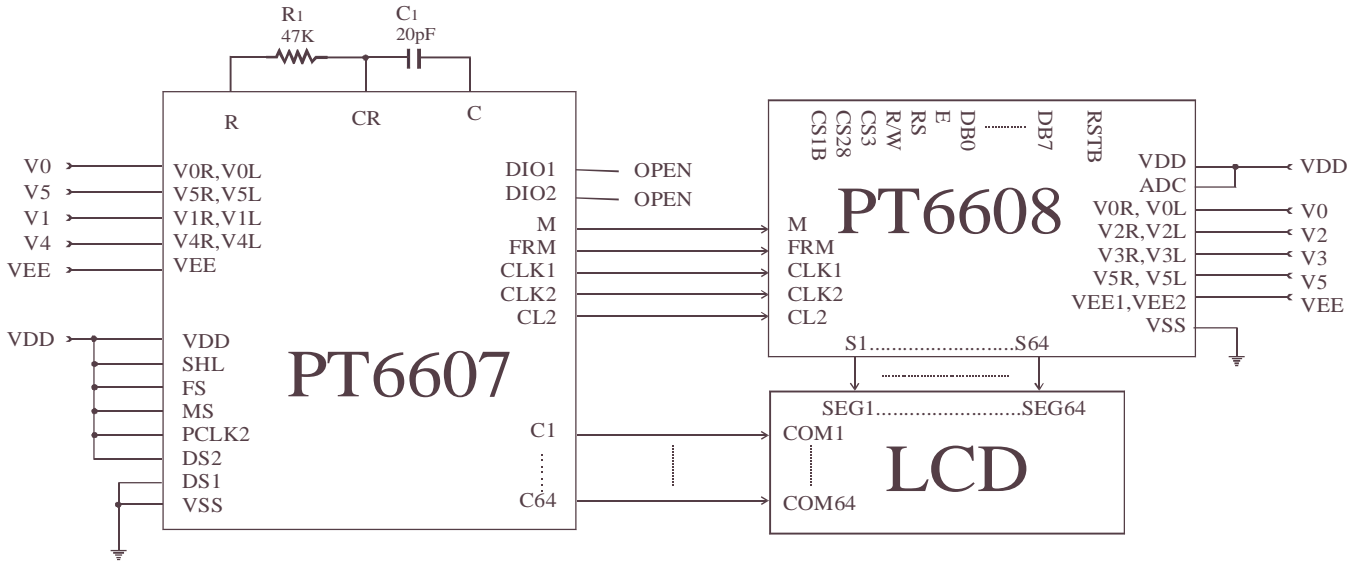 R1
47K
C1
20pF
R
CR
C
V0
V5
V1
V4
VEE
VDD
V0R,V0L
V5R,V5L
V1R,V1L
V4R,V4L
VEE
VDD
SHL
FS
MS
PCLK2
DS2
DS1
VSS
PT6607
DIO1
DIO2
M
FRM
CLK1
CLK2
CL2
C1
C64
OPEN
OPEN
CS1B
CS28
CS3
R/W
RS
E
DB0
DB7
RSTB
PT6608
M
FRM
CLK1
CLK2
CL2
VDD
ADC
V0R, V0L
V2R, V2L
V3R, V3L
V5R, V5L
VEE1,VEE2
VSS
VDD
V0
V2
V3
V5
VEE
S1........................S64
SEG1........................SEG64
COM1
COM64
LCD